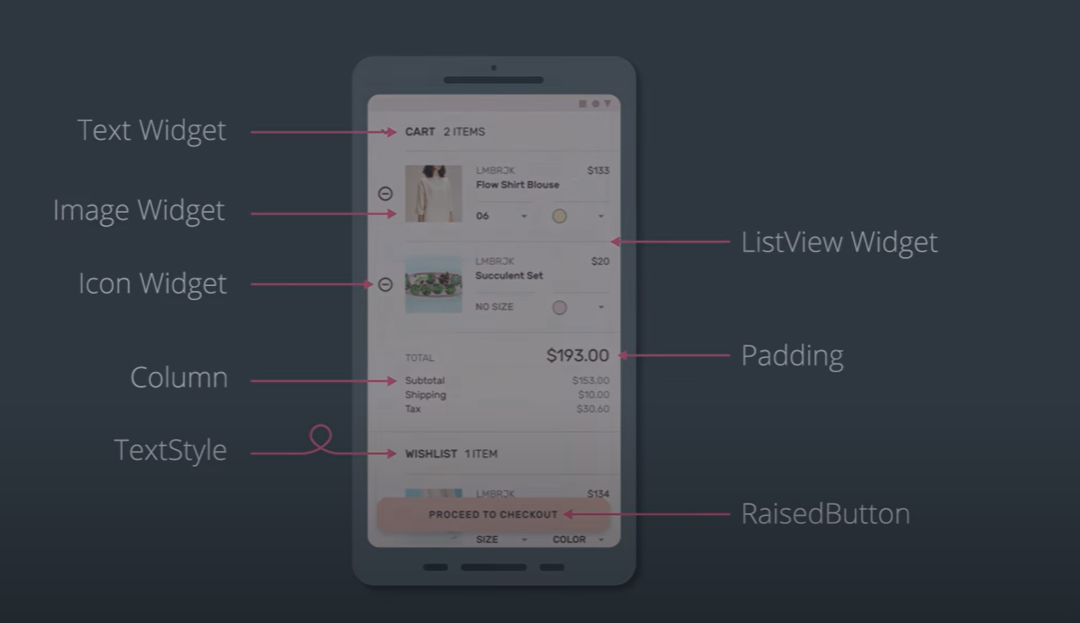 Text Widget
Image Widget
Icon Widget
Column
TextStyle
CART 2 ITEMS
LMBRJK $133
Flow Shirt Blouse
06
LMBRJK $20
Succulent Set
NO SIZE
TOTAL $193.00
Subtotal $153.00
Shipping $10.00
Tax $30.60
WISHLIST 1 ITEM
LMBRJK $134
PROCEED TO CHECKOUT
SIZE COLOR
ListView Widget
Padding
RaisedButton